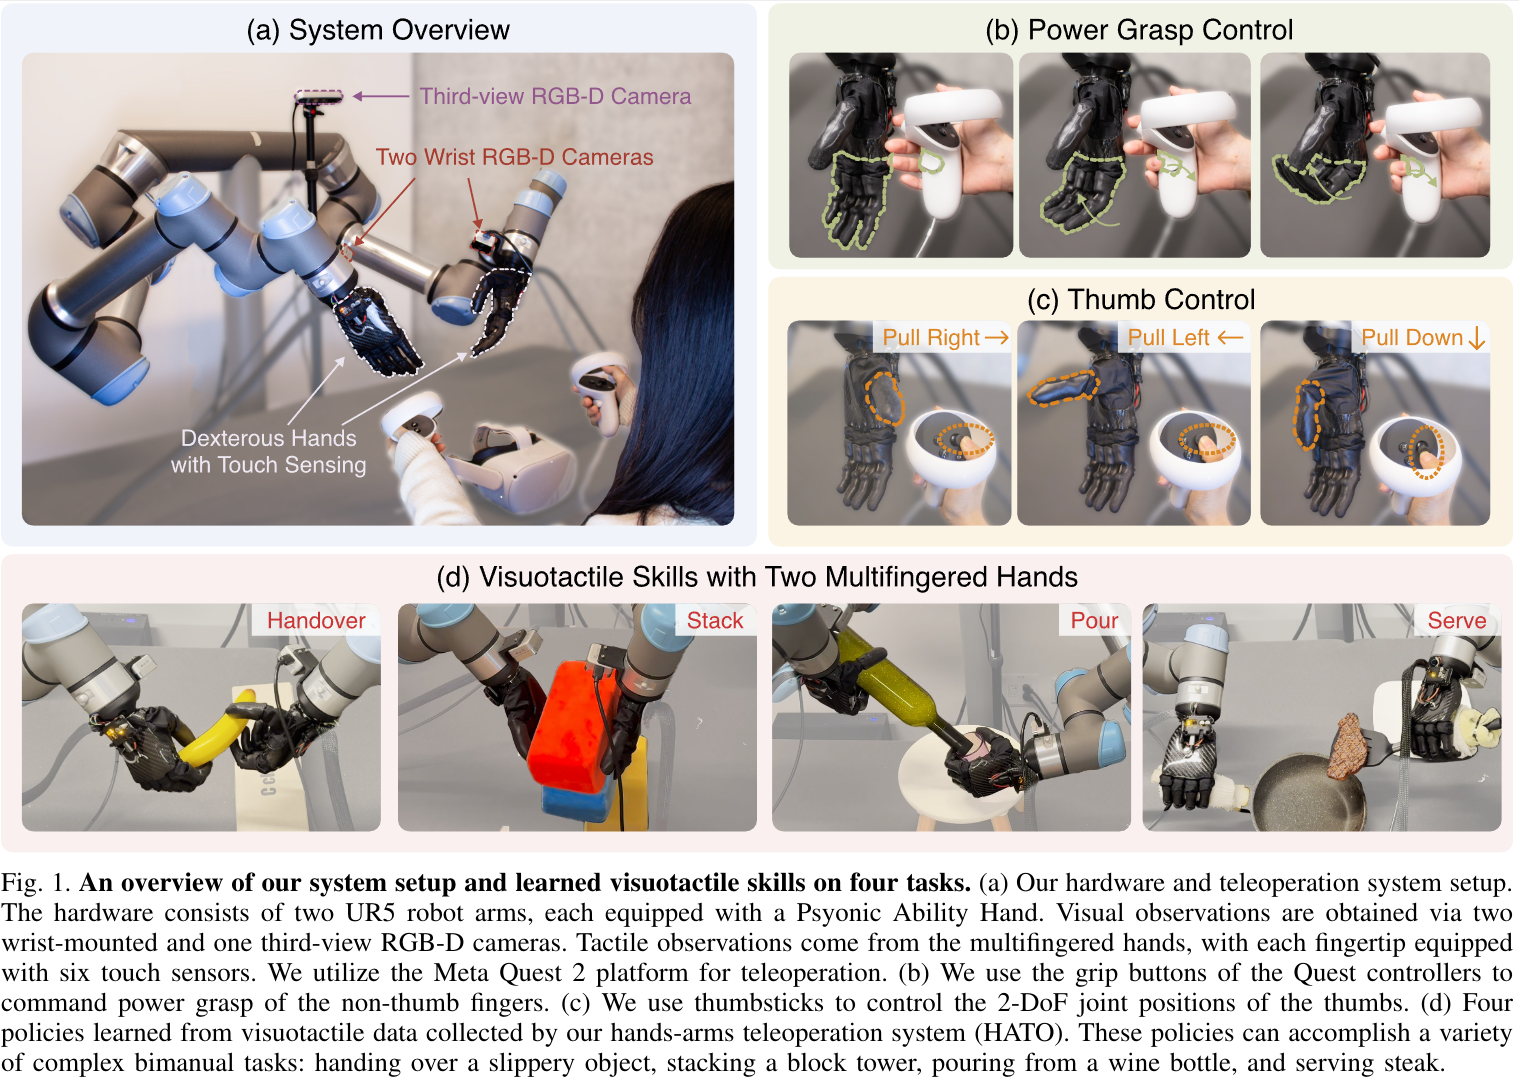 (a) System Overview
Third-view RGB-D Camera
Two Wrist RGB-D Cameras
Dexterous Hands
with Touch Sensing
(b) Power Grasp Control
(c) Thumb Control
Pull Right →
Pull Left ←
Pull Down ↓
(d) Visuotactile Skills with Two Multifingered Hands
Handover
Stack
Pour
Serve
Fig. 1. An overview of our system setup and learned visuotactile skills on four tasks. (a) Our hardware and teleoperation system setup.
The hardware consists of two UR5 robot arms, each equipped with a Psyonic Ability Hand. Visual observations are obtained via two
wrist-mounted and one third-view RGB-D cameras. Tactile observations come from the multifingered hands, with each fingertip equipped
with six touch sensors. We utilize the Meta Quest 2 platform for teleoperation. (b) We use the grip buttons of the Quest controllers to
command power grasp of the non-thumb fingers. (c) We use thumbsticks to control the 2-DoF joint positions of the thumbs. (d) Four
policies learned from visuotactile data collected by our hands-arms teleoperation system (HATO). These policies can accomplish a variety
of complex bimanual tasks: handing over a slippery object, stacking a block tower, pouring from a wine bottle, and serving steak.